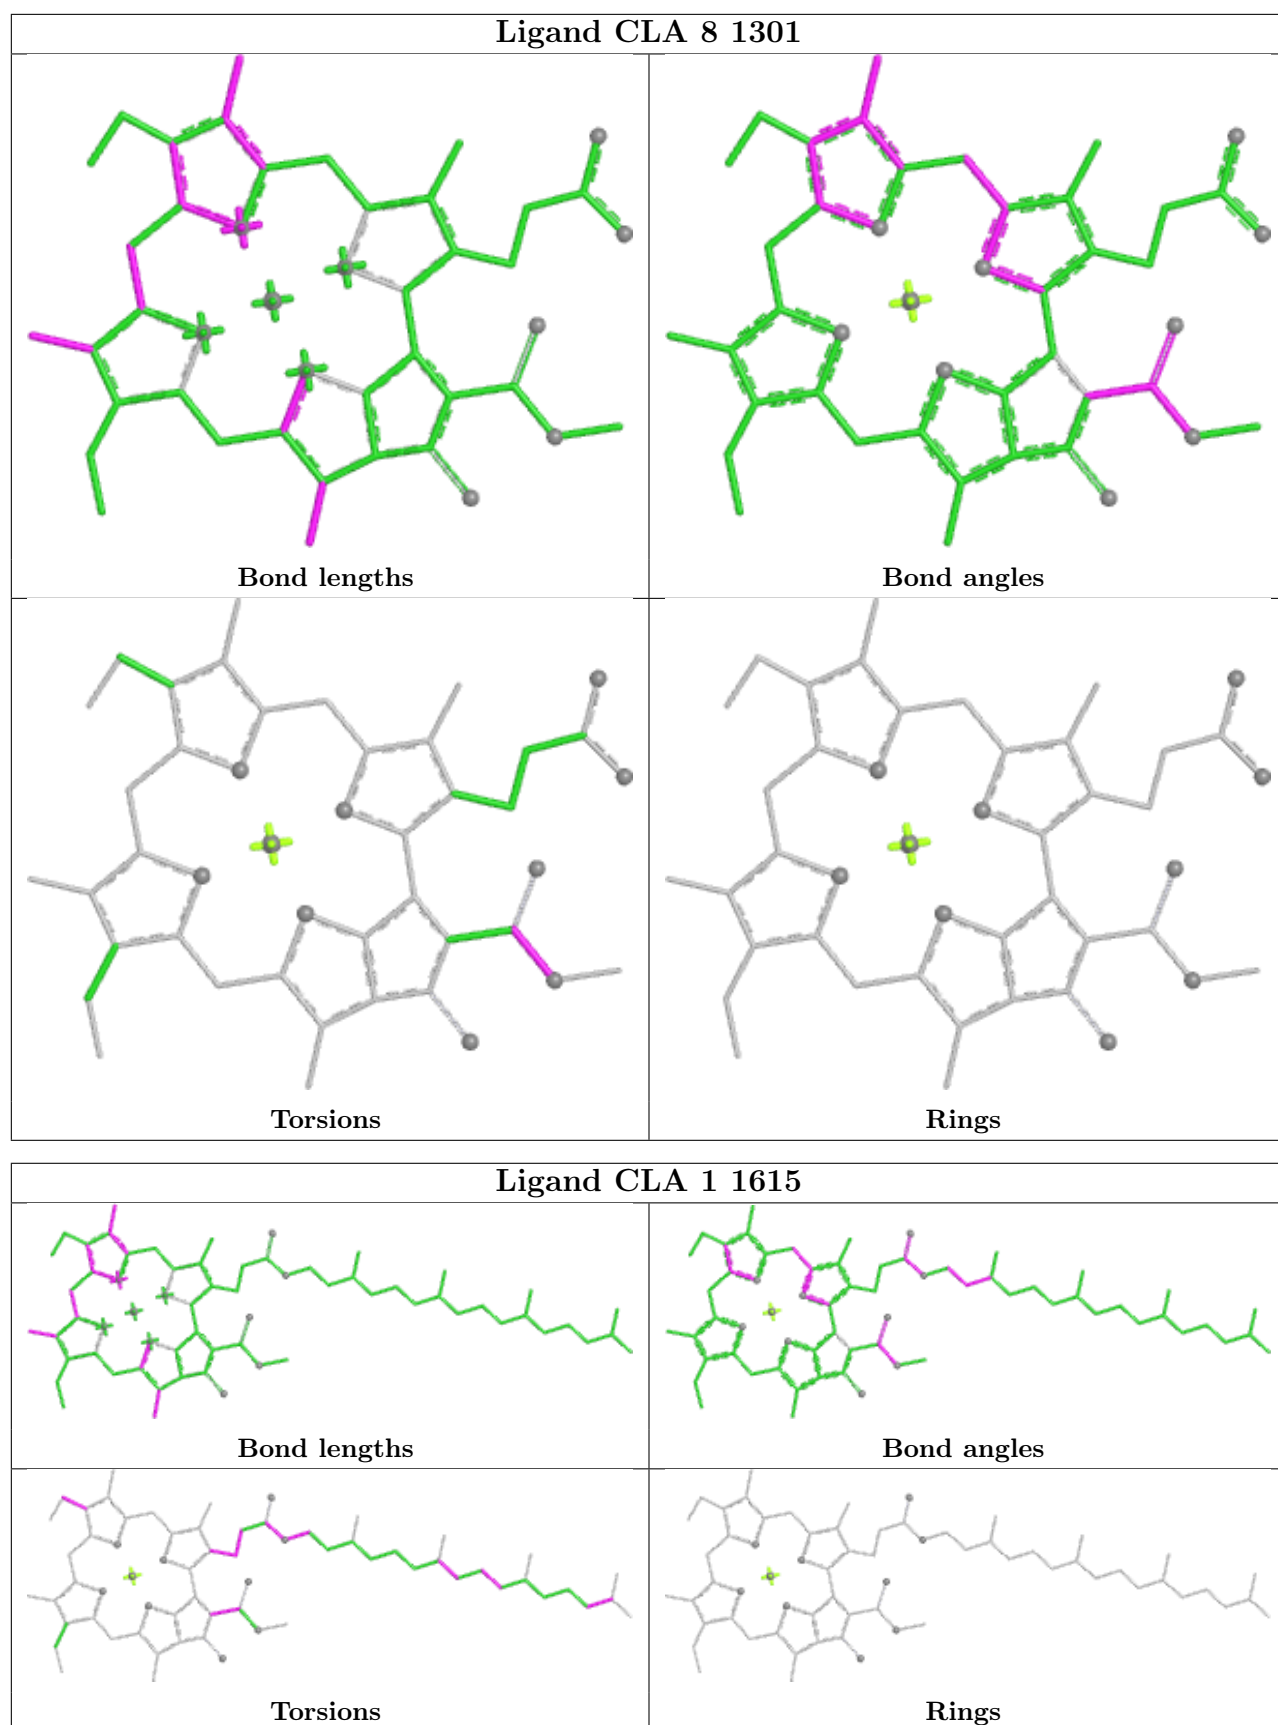 Ligand CLA 8 1301
Bond lengths
Bond angles
Torsions
Rings
Ligand CLA 1 1615
Bond lengths
Bond angles
Torsions
Rings